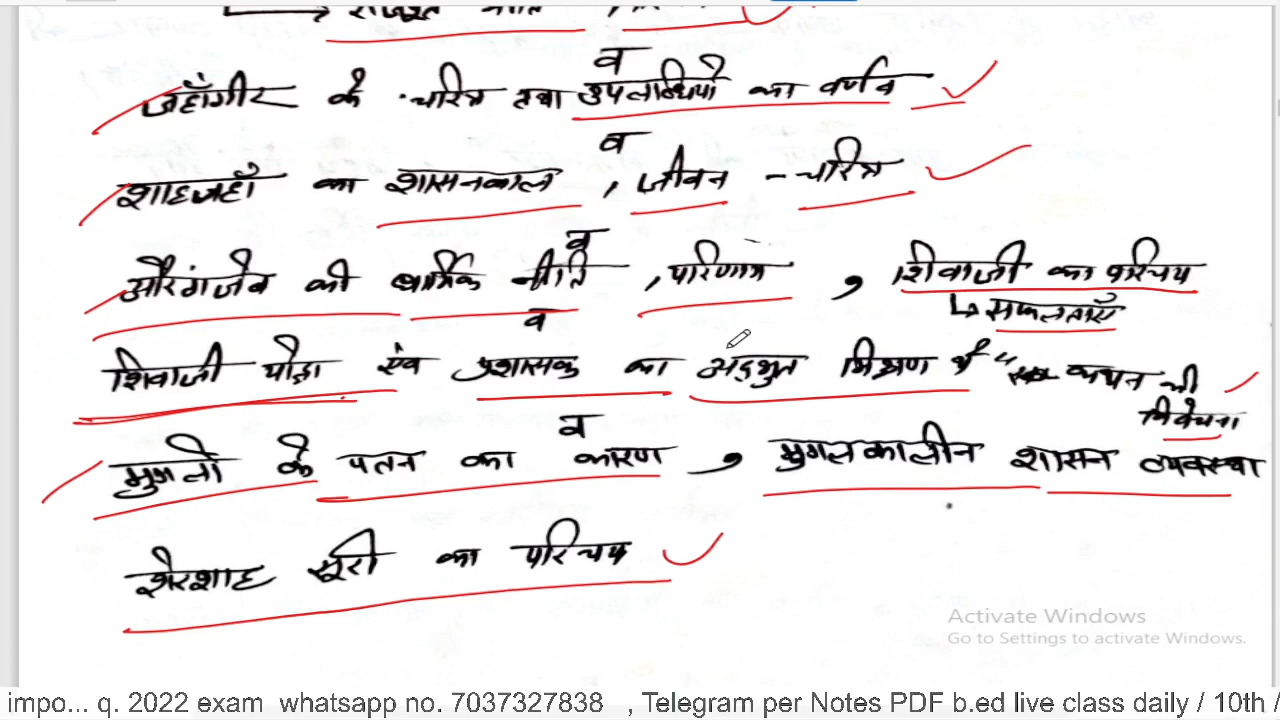 राजपूत नीति
व
जहाँगीर के चरित्र तथा उपलब्धियों का वर्णन
व
शाहजहाँ का शासनकाल , जीवन - चरित्र
व
औरंगजेब की धार्मिक नीति , परिणाम , शिवाजी का परिचय
↳ सफलताएँ
व
शिवाजी योद्धा एंव प्रशासक का अद्भुत मिश्रण थे " कथन की
विवेचना
व
मुगलो के पतन का कारण , मुगलकालीन शासन व्यवस्था
शेरशाह सूरी का परिचय
Activate Windows
Go to Settings to activate Windows.
impo... q. 2022 exam whatsapp no. 7037327838 , Telegram per Notes PDF b.ed live class daily / 10th /